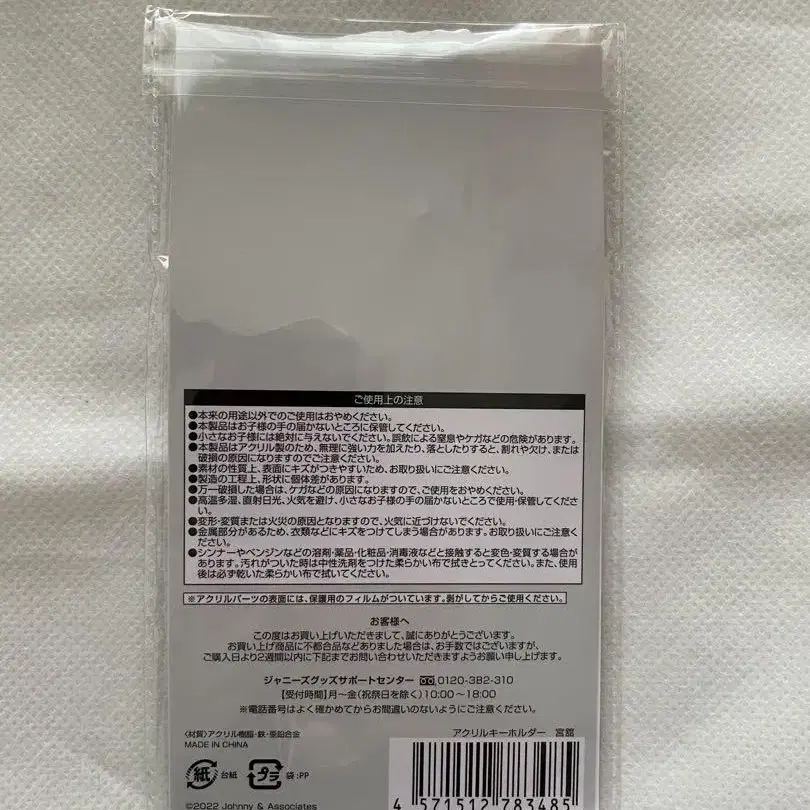 ご使用上の注意
●本来の用途以外でのご使用はおやめください。
●本製品はお子様の手の届かないところに保管してください。
●小さなお子様には絶対に与えないでください。誤飲による窒息やケガなどの危険があります。
●本製品はアクリル製のため、無理に強い力を加えたり、落としたりすると、割れや欠け、または
破損の原因になりますのでご注意ください。
●素材の性質上、表面にキズがつきやすいため、お取り扱いにご注意ください。
●製造の工程上、形状に個体差があります。
●万一破損した場合は、ケガなどの原因になりますので、ご使用をおやめください。
●高温多湿、直射日光、火気を避け、小さなお子様の手の届かないところで使用・保管してくだ
さい。
●変形・変質または火災の原因となりますので、火気に近づけないでください。
●金属部分があるため、衣類などにキズをつけてしまう場合があります。お取り扱いにご注意く
ださい。
●シンナーやベンジンなどの溶剤・薬品・化粧品・消毒液などと接触すると変色・変質する場合が
あります。汚れがついた時は中性洗剤をつけた柔らかい布で拭きとってください。また、使用
後は必ず乾いた柔らかい布で拭いてください。
※アクリルパーツの表面には、保護用のフィルムがついています。剥がしてからご使用ください。
お客様へ
この度はお買い上げいただきまして、誠にありがとうございます。
お買い上げ商品に不都合品などありました場合は、お手数ではございますが、
ご購入日より2週間以内に下記までお問い合わせいただきますようお願い申し上げます。
ジャニーズグッズサポートセンター 0120-382-310
【受付時間】月~金(祝祭日を除く)10:00~18:00
※電話番号はよく確かめてからお間違いのないようにご注意ください。
〈材質〉アクリル樹脂・鉄・亜鉛合金
MADE IN CHINA
アクリルキーホルダー 宮舘
紙 台紙 プラ 袋:PP
©2022 Johnny & Associates
4 571512 783485